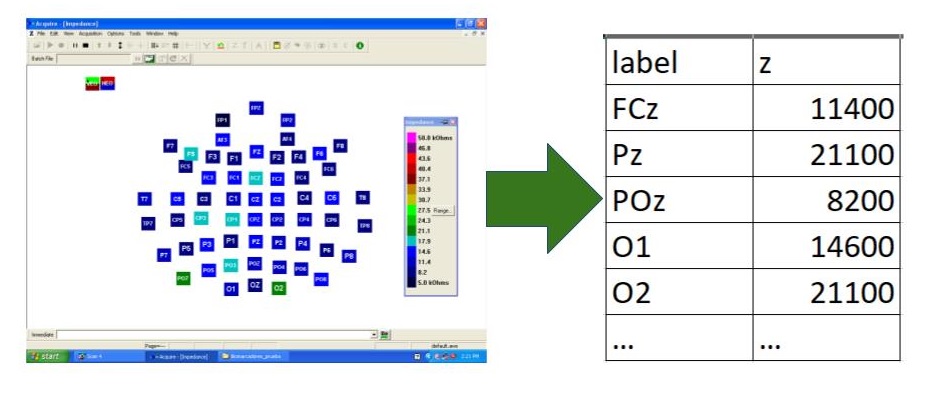 Acquire - [Impedance]
File Edit View Acquisition Options Tools Window Help
Batch File
FPZ
FP1 FP2
AF3 AF4
F7 F5 F3 F1 FZ F2 F4 F6 F8
FC5 FC3 FC1 FCZ FC2 FC4 FC6
T7 C5 C3 C1 CZ C2 C4 C6 T8
TP7 CP5 CP3 CP1 CPZ CP2 CP4 CP6 TP8
P7 P5 P3 P1 PZ P2 P4 P6 P8
PO7 PO5 PO3 POZ PO4 PO6 PO8
O1 OZ O2
Impedance
50.0 kOhms
46.8
43.6
40.4
37.1
33.9
30.7
27.5 Range...
24.3
21.1
17.9
14.6
11.4
8.2
5.0 kOhms
Immediate
Page:---
default.ave
start
Scan 4
Acquire - [Impedance]
2:21 PM
label z
FCz 11400
Pz 21100
POz 8200
O1 14600
O2 21100
... ...